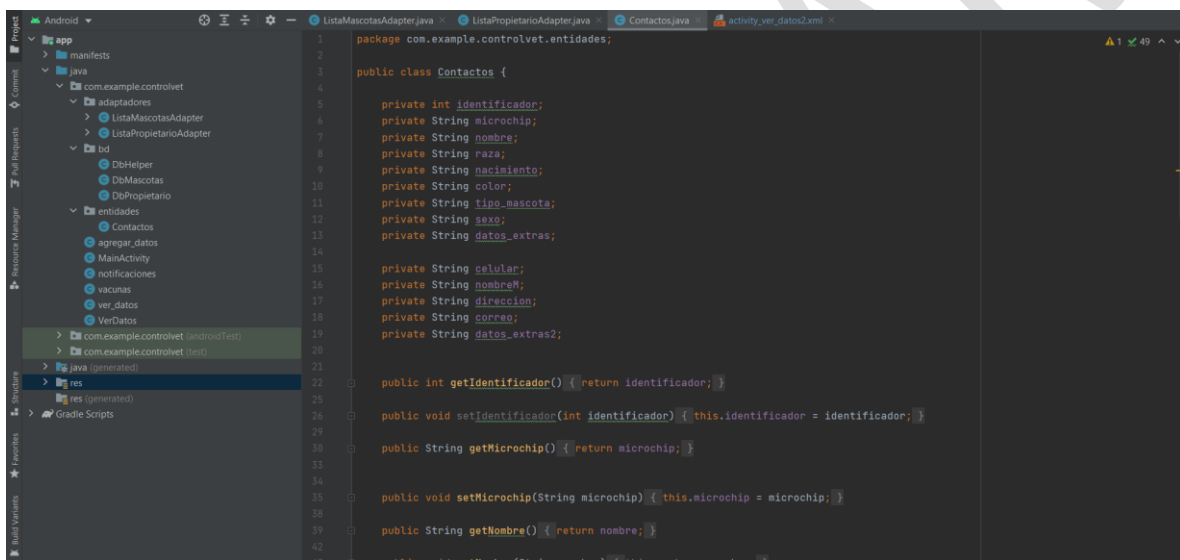 Android
ListaMascotasAdapter.java
ListaPropietarioAdapter.java
Contactos.java
activity_ver_datos2.xml
Project
Commit
Pull Requests
Resource Manager
Structure
Favorites
Build Variants
app
manifests
java
com.example.controlvet
adaptadores
ListaMascotasAdapter
ListaPropietarioAdapter
bd
DbHelper
DbMascotas
DbPropietario
entidades
Contactos
agregar_datos
MainActivity
notificaciones
vacunas
ver_datos
VerDatos
com.example.controlvet (androidTest)
com.example.controlvet (test)
java (generated)
res
res (generated)
Gradle Scripts
1 49
1 package com.example.controlvet.entidades;
2
3 public class Contactos {
4
5 private int identificador;
6 private String microchip;
7 private String nombre;
8 private String raza;
9 private String nacimiento;
10 private String color;
11 private String tipo_mascota;
12 private String sexo;
13 private String datos_extras;
14
15 private String celular;
16 private String nombreM;
17 private String direccion;
18 private String correo;
19 private String datos_extras2;
20
21
22 public int getIdentificador() { return identificador; }
25
26 public void setIdentificador(int identificador) { this.identificador = identificador; }
29
30 public String getMicrochip() { return microchip; }
33
34
35 public void setMicrochip(String microchip) { this.microchip = microchip; }
38
39 public String getNombre() { return nombre; }
42